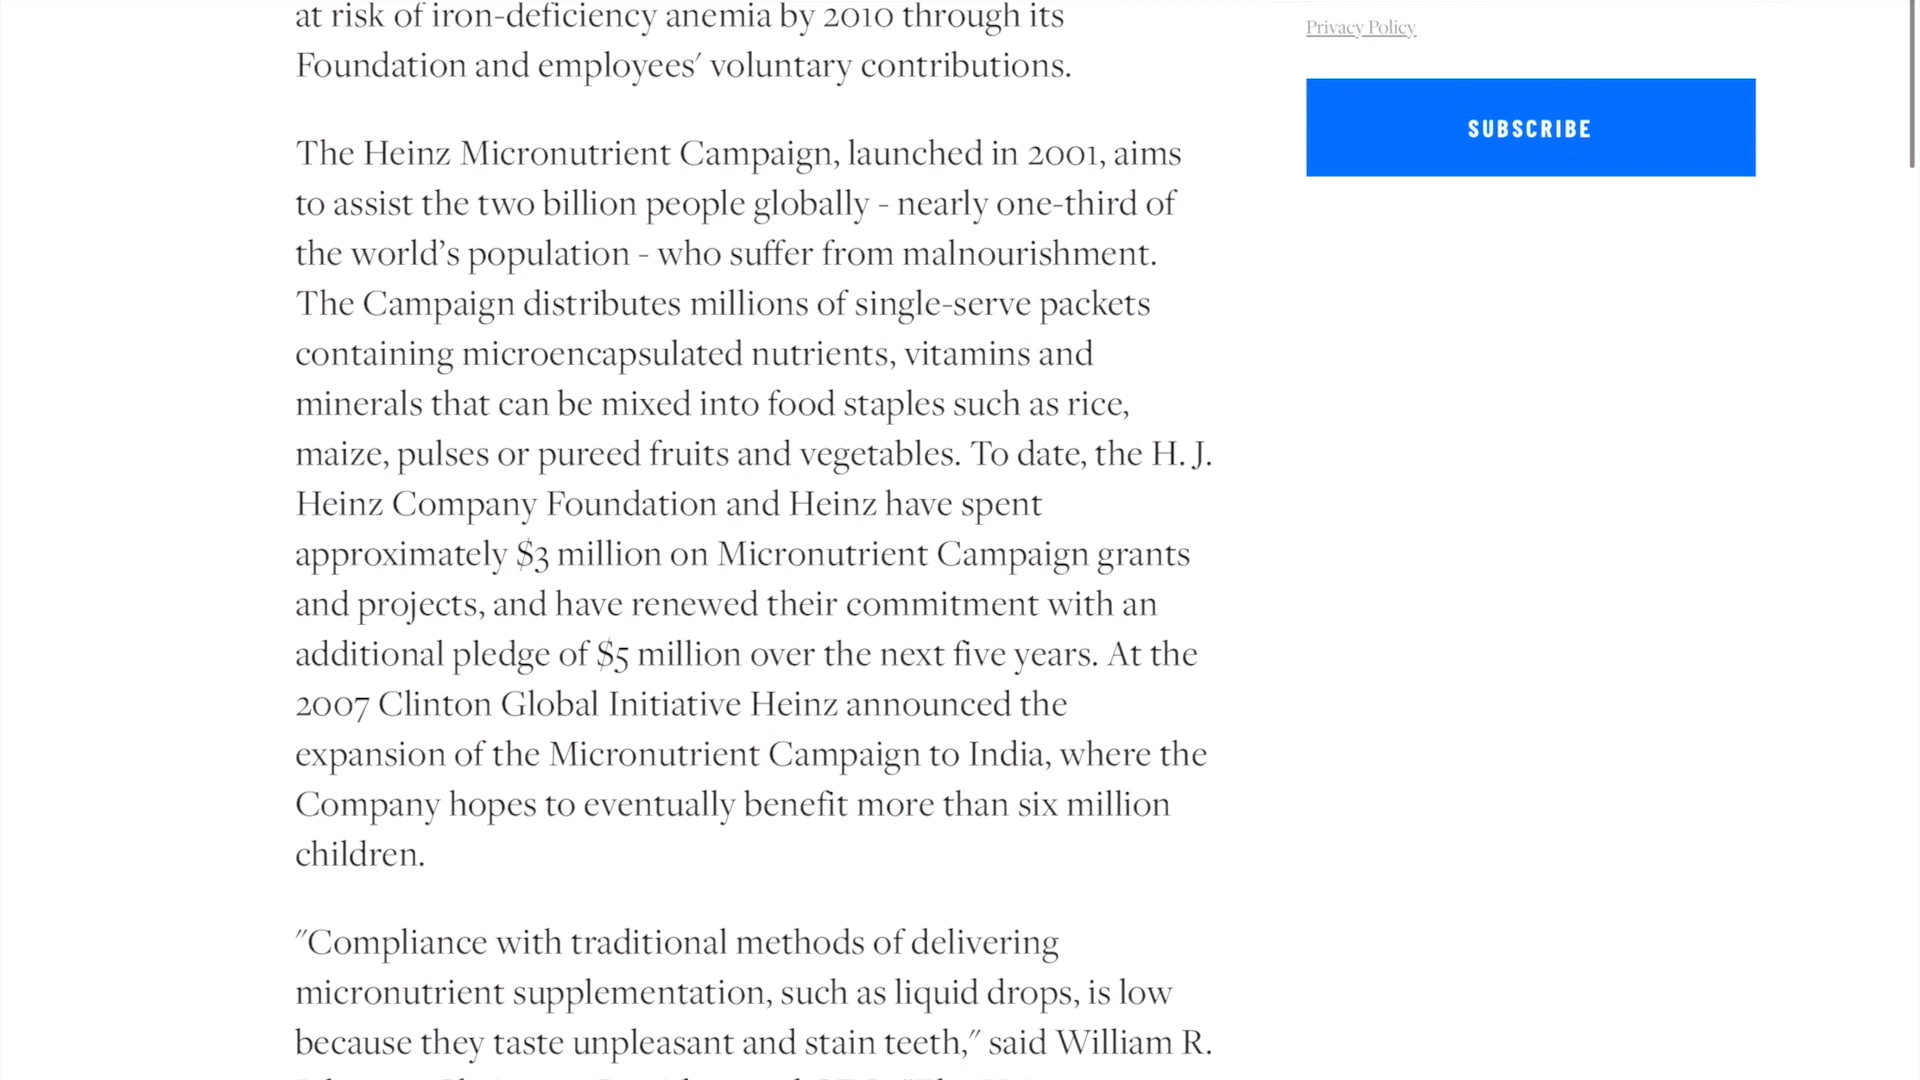 at risk of iron-deficiency anemia by 2010 through its
Foundation and employees' voluntary contributions.
The Heinz Micronutrient Campaign, launched in 2001, aims
to assist the two billion people globally - nearly one-third of
the world’s population - who suffer from malnourishment.
The Campaign distributes millions of single-serve packets
containing microencapsulated nutrients, vitamins and
minerals that can be mixed into food staples such as rice,
maize, pulses or pureed fruits and vegetables. To date, the H. J.
Heinz Company Foundation and Heinz have spent
approximately $3 million on Micronutrient Campaign grants
and projects, and have renewed their commitment with an
additional pledge of $5 million over the next five years. At the
2007 Clinton Global Initiative Heinz announced the
expansion of the Micronutrient Campaign to India, where the
Company hopes to eventually benefit more than six million
children.
"Compliance with traditional methods of delivering
micronutrient supplementation, such as liquid drops, is low
because they taste unpleasant and stain teeth," said William R.
Privacy Policy
SUBSCRIBE